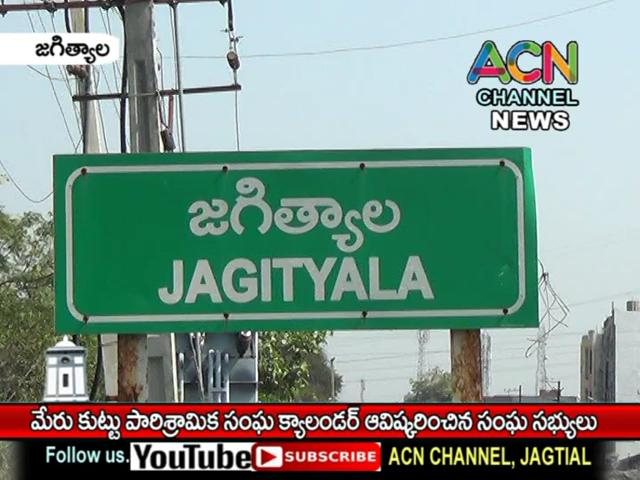 జగిత్యాల
ACN
CHANNEL
NEWS
జగిత్యాల
JAGITYALA
మేరు కుట్టు పారిశ్రామిక సంఘ క్యాలండర్ ఆవిష్కరించిన సంఘ సభ్యులు
Follow us. YouTube SUBSCRIBE ACN CHANNEL, JAGTIAL